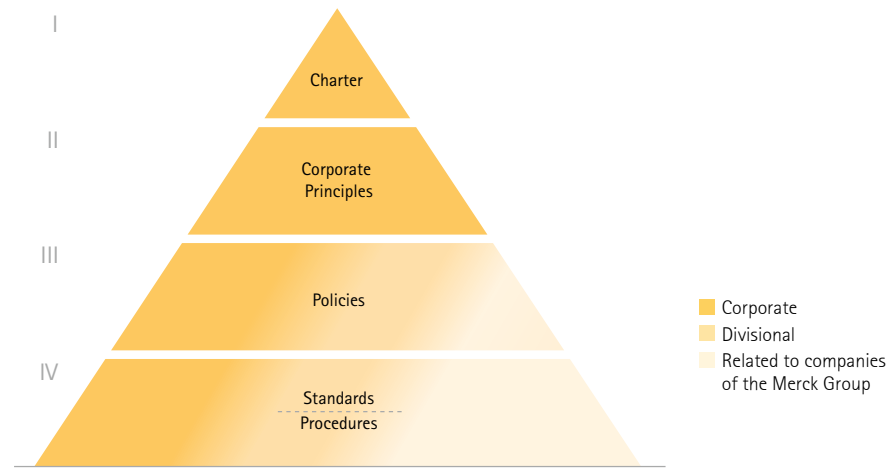 I
Charter
II
Corporate
Principles
III
Policies
IV
Standards
Procedures
Corporate
Divisional
Related to companies
of the Merck Group